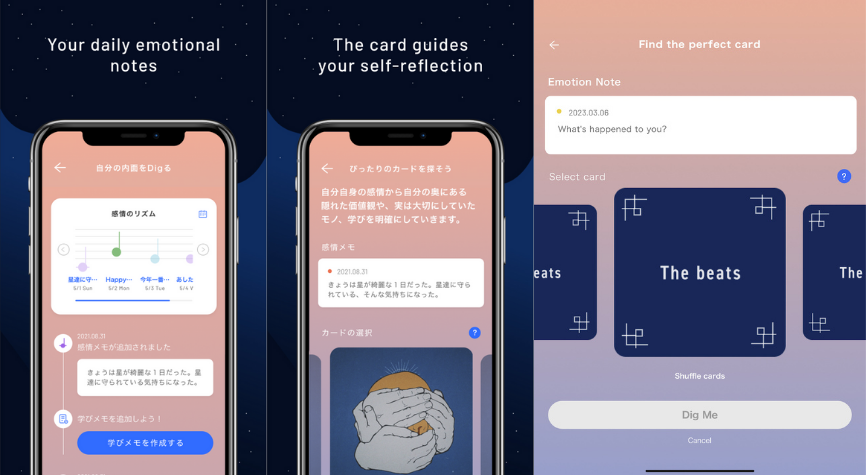 Your daily emotional
notes
自分の内面をDigる
感情のリズム
星達に守… Happy… 今年一番… あした
5/1 Sun 5/2 Mon 5/3 Tue 5/4 W
2021.08.31
感情メモが追加されました
きょうは星が綺麗な1日だった。星
達に守られている気持ちになった。
学びメモを追加しよう！
学びメモを作成する
The card guides
your self-reflection
ぴったりのカードを探そう
自分自身の感情から自分の奥にある
隠れた価値観や、実は大切にしていた
モノ、学びを明確にしていきます。
感情メモ
2021.08.31
きょうは星が綺麗な1日だった。星達に守ら
れている、そんな気持ちになった。
カードの選択
?
Find the perfect card
Emotion Note
2023.03.06
What's happened to you?
Select card
?
eats
The beats
The
Shuffle cards
Dig Me
Cancel